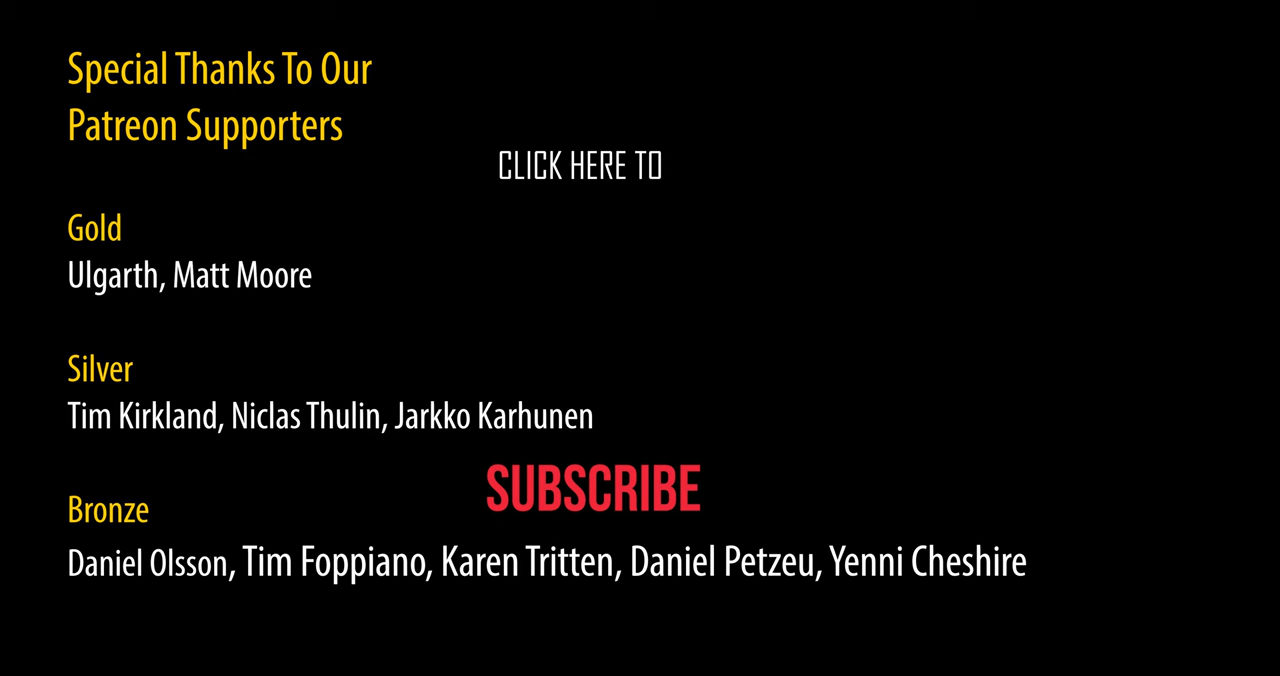 Special Thanks To Our
Patreon Supporters
CLICK HERE TO
Gold
Ulgarth, Matt Moore
Silver
Tim Kirkland, Niclas Thulin, Jarkko Karhunen
SUBSCRIBE
Bronze
Daniel Olsson, Tim Foppiano, Karen Tritten, Daniel Petzeu, Yenni Cheshire